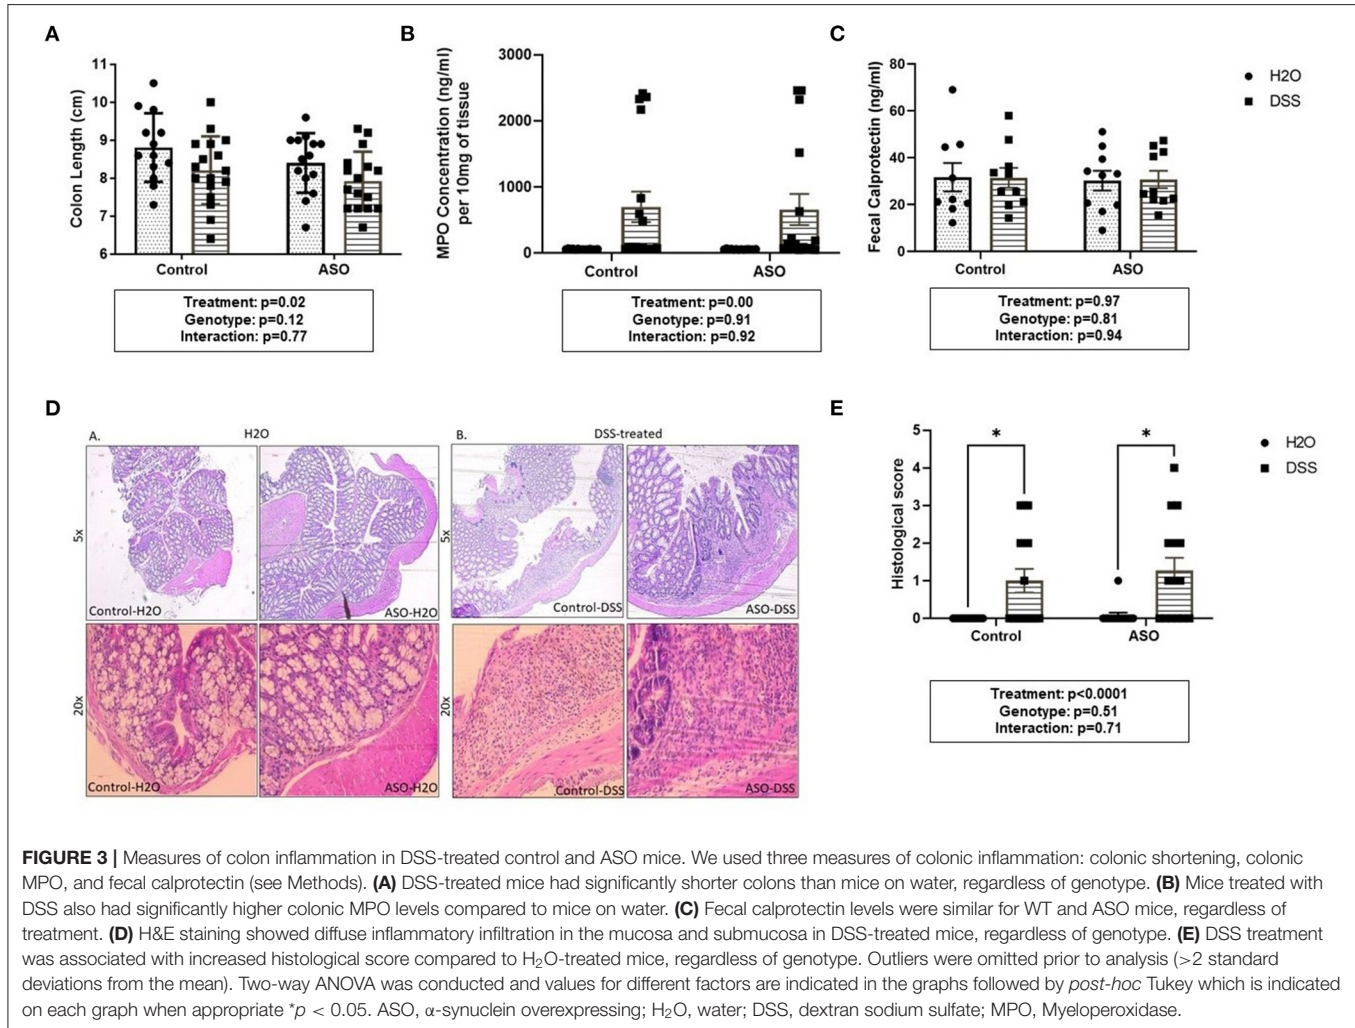 A
Colon Length (cm)
11
10
9
8
7
6
Control
ASO
Treatment: p=0.02
Genotype: p=0.12
Interaction: p=0.77
B
MPO Concentration (ng/ml)
per 10mg of tissue
3000
2000
1000
0
Control
ASO
Treatment: p=0.00
Genotype: p=0.91
Interaction: p=0.92
C
Fecal Calprotectin (ng/ml)
80
60
40
20
0
Control
ASO
H2O
DSS
Treatment: p=0.97
Genotype: p=0.81
Interaction: p=0.94
D
A.
H2O
B.
DSS-treated
5x
Control-H2O
ASO-H2O
5x
Control-DSS
ASO-DSS
20x
Control-H2O
ASO-H2O
20x
Control-DSS
ASO-DSS
E
Histological score
5
4
3
2
1
0
*
*
Control
ASO
H2O
DSS
Treatment: p<0.0001
Genotype: p=0.51
Interaction: p=0.71
FIGURE 3 | Measures of colon inflammation in DSS-treated control and ASO mice. We used three measures of colonic inflammation: colonic shortening, colonic
MPO, and fecal calprotectin (see Methods). (A) DSS-treated mice had significantly shorter colons than mice on water, regardless of genotype. (B) Mice treated with
DSS also had significantly higher colonic MPO levels compared to mice on water. (C) Fecal calprotectin levels were similar for WT and ASO mice, regardless of
treatment. (D) H&E staining showed diffuse inflammatory infiltration in the mucosa and submucosa in DSS-treated mice, regardless of genotype. (E) DSS treatment
was associated with increased histological score compared to H₂O-treated mice, regardless of genotype. Outliers were omitted prior to analysis (>2 standard
deviations from the mean). Two-way ANOVA was conducted and values for different factors are indicated in the graphs followed by post-hoc Tukey which is indicated
on each graph when appropriate *p < 0.05. ASO, α-synuclein overexpressing; H₂O, water; DSS, dextran sodium sulfate; MPO, Myeloperoxidase.